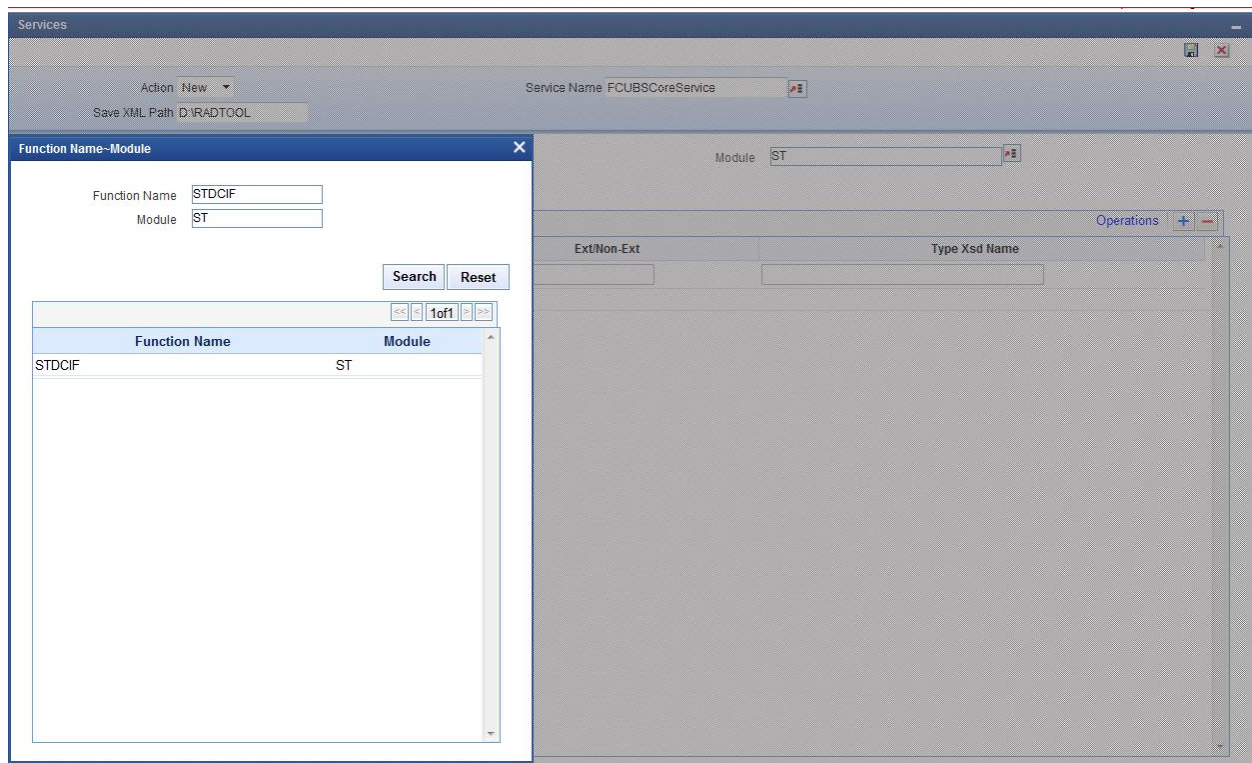 Services
Action New
Service Name FCUBSCoreService
Save XML Path D:\RADTOOL
Function Name~Module
Module ST
Function Name STDCIF
Module ST
Operations + -
Ext/Non-Ext Type Xsd Name
Search Reset
<< < 1of1 > >>
Function Name Module
STDCIF ST